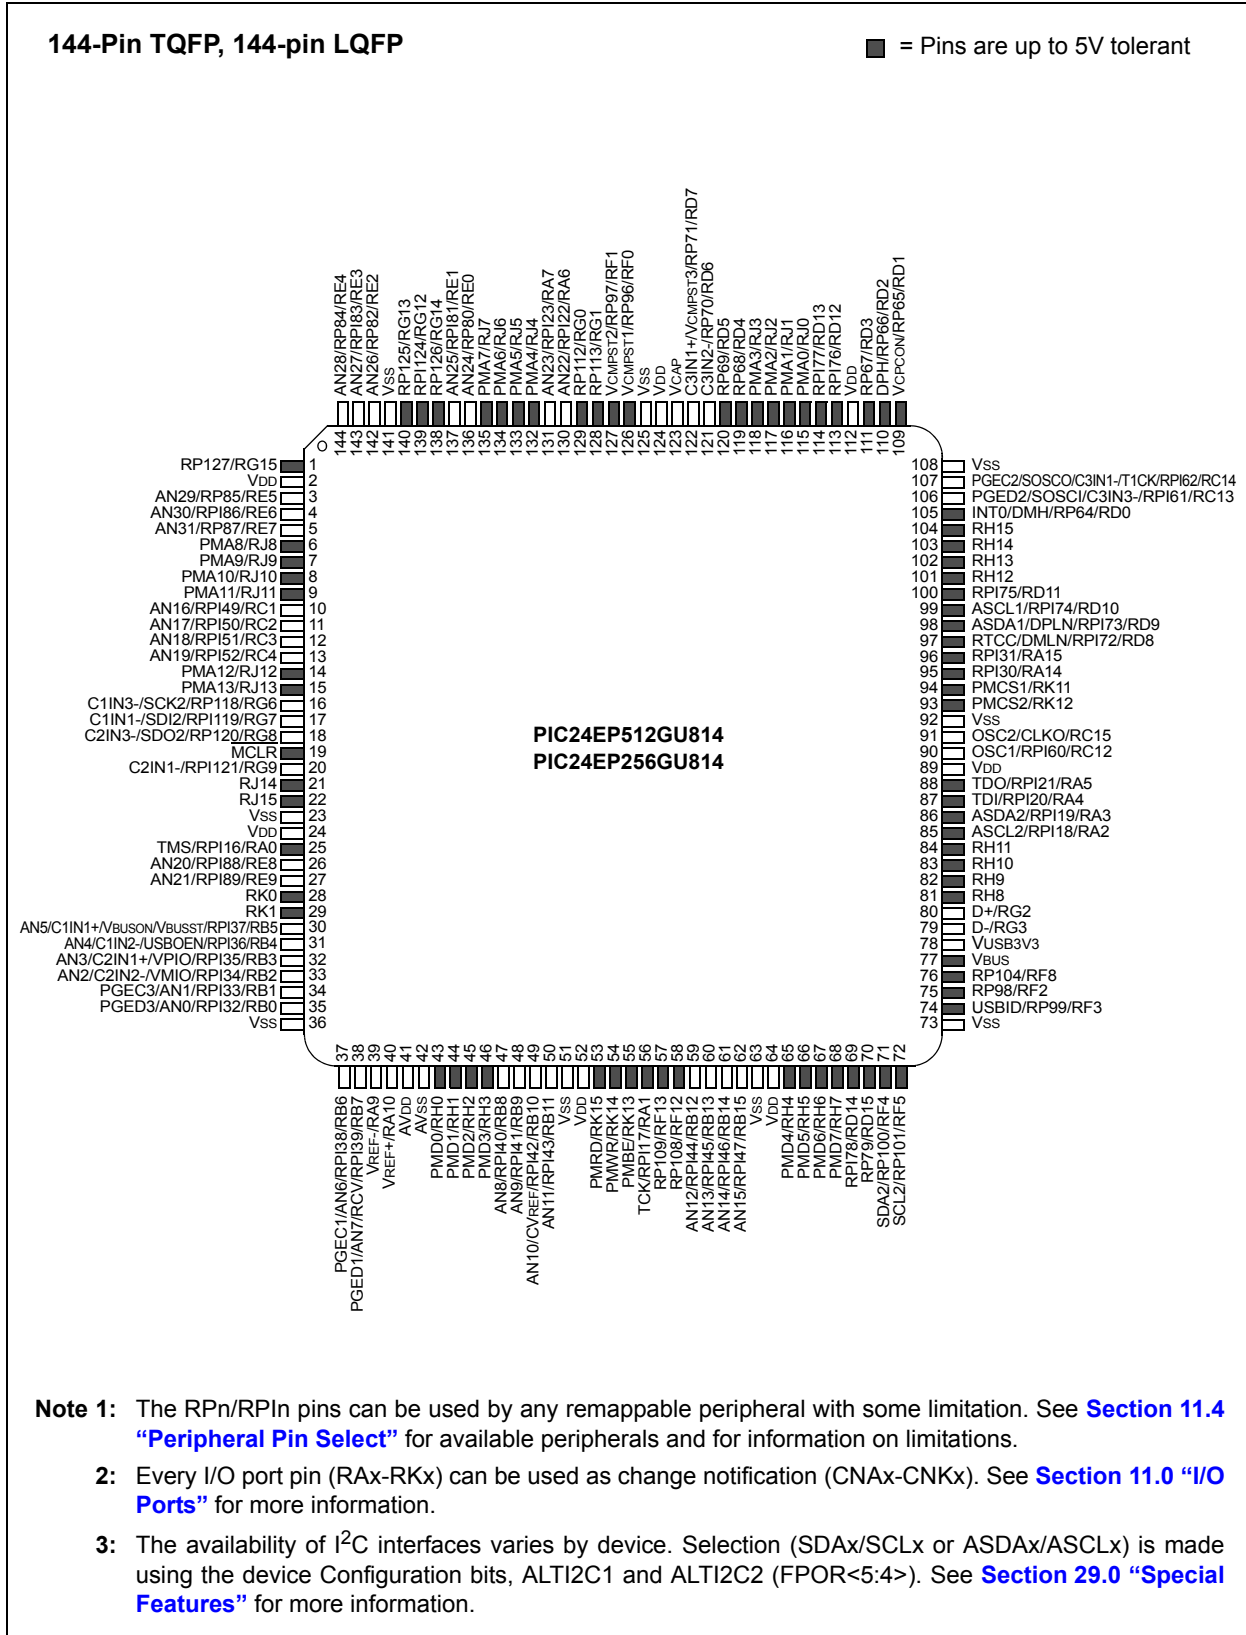 144-Pin TQFP, 144-pin LQFP
= Pins are up to 5V tolerant
AN28/RP84/RE4
AN27/RPI83/RE3
AN26/RP82/RE2
VSS
RP125/RG13
RPI124/RG12
RP126/RG14
AN25/RPI81/RE1
AN24/RP80/RE0
PMA7/RJ7
PMA6/RJ6
PMA5/RJ5
PMA4/RJ4
AN23/RPI23/RA7
AN22/RPI22/RA6
RP112/RG0
RP113/RG1
VCMPST2/RP97/RF1
VCMPST1/RP96/RF0
VSS
VDD
VCAP
C3IN1+/VCMPST3/RP71/RD7
C3IN2-/RP70/RD6
RP69/RD5
RP68/RD4
PMA3/RJ3
PMA2/RJ2
PMA1/RJ1
PMA0/RJ0
RPI77/RD13
RPI76/RD12
VDD
RP67/RD3
DPH/RP66/RD2
VCPCON/RP65/RD1
144 143 142 141 140 139 138 137 136 135 134 133 132 131 130 129 128 127 126 125 124 123 122 121 120 119 118 117 116 115 114 113 112 111 110 109
RP127/RG15 1
VDD 2
AN29/RP85/RE5 3
AN30/RPI86/RE6 4
AN31/RP87/RE7 5
PMA8/RJ8 6
PMA9/RJ9 7
PMA10/RJ10 8
PMA11/RJ11 9
AN16/RPI49/RC1 10
AN17/RPI50/RC2 11
AN18/RPI51/RC3 12
AN19/RPI52/RC4 13
PMA12/RJ12 14
PMA13/RJ13 15
C1IN3-/SCK2/RP118/RG6 16
C1IN1-/SDI2/RPI119/RG7 17
C2IN3-/SDO2/RP120/RG8 18
MCLR 19
C2IN1-/RPI121/RG9 20
RJ14 21
RJ15 22
VSS 23
VDD 24
TMS/RPI16/RA0 25
AN20/RPI88/RE8 26
AN21/RPI89/RE9 27
RK0 28
RK1 29
AN5/C1IN1+/VBUSON/VBUSST/RPI37/RB5 30
AN4/C1IN2-/USBOEN/RPI36/RB4 31
AN3/C2IN1+/VPIO/RPI35/RB3 32
AN2/C2IN2-/VMIO/RPI34/RB2 33
PGEC3/AN1/RPI33/RB1 34
PGED3/AN0/RPI32/RB0 35
VSS 36
PIC24EP512GU814
PIC24EP256GU814
108 VSS
107 PGEC2/SOSCO/C3IN1-/T1CK/RPI62/RC14
106 PGED2/SOSCI/C3IN3-/RPI61/RC13
105 INT0/DMH/RP64/RD0
104 RH15
103 RH14
102 RH13
101 RH12
100 RPI75/RD11
99 ASCL1/RPI74/RD10
98 ASDA1/DPLN/RPI73/RD9
97 RTCC/DMLN/RPI72/RD8
96 RPI31/RA15
95 RPI30/RA14
94 PMCS1/RK11
93 PMCS2/RK12
92 VSS
91 OSC2/CLKO/RC15
90 OSC1/RPI60/RC12
89 VDD
88 TDO/RPI21/RA5
87 TDI/RPI20/RA4
86 ASDA2/RPI19/RA3
85 ASCL2/RPI18/RA2
84 RH11
83 RH10
82 RH9
81 RH8
80 D+/RG2
79 D-/RG3
78 VUSB3V3
77 VBUS
76 RP104/RF8
75 RP98/RF2
74 USBID/RP99/RF3
73 VSS
37 38 39 40 41 42 43 44 45 46 47 48 49 50 51 52 53 54 55 56 57 58 59 60 61 62 63 64 65 66 67 68 69 70 71 72
PGEC1/AN6/RPI38/RB6
PGED1/AN7/RCV/RPI39/RB7
VREF-/RA9
VREF+/RA10
AVDD
AVSS
PMD0/RH0
PMD1/RH1
PMD2/RH2
PMD3/RH3
AN8/RPI40/RB8
AN9/RPI41/RB9
AN10/CVREF/RPI42/RB10
AN11/RPI43/RB11
VSS
VDD
PMRD/RK15
PMWR/RK14
PMBE/RK13
TCK/RPI17/RA1
RP109/RF13
RP108/RF12
AN12/RPI44/RB12
AN13/RPI45/RB13
AN14/RPI46/RB14
AN15/RPI47/RB15
VSS
VDD
PMD4/RH4
PMD5/RH5
PMD6/RH6
PMD7/RH7
RPI78/RD14
RP79/RD15
SDA2/RP100/RF4
SCL2/RP101/RF5
Note 1: The RPn/RPIn pins can be used by any remappable peripheral with some limitation. See Section 11.4
“Peripheral Pin Select” for available peripherals and for information on limitations.
2: Every I/O port pin (RAx-RKx) can be used as change notification (CNAx-CNKx). See Section 11.0 “I/O
Ports” for more information.
3: The availability of I2C interfaces varies by device. Selection (SDAx/SCLx or ASDAx/ASCLx) is made
using the device Configuration bits, ALTI2C1 and ALTI2C2 (FPOR<5:4>). See Section 29.0 “Special
Features” for more information.